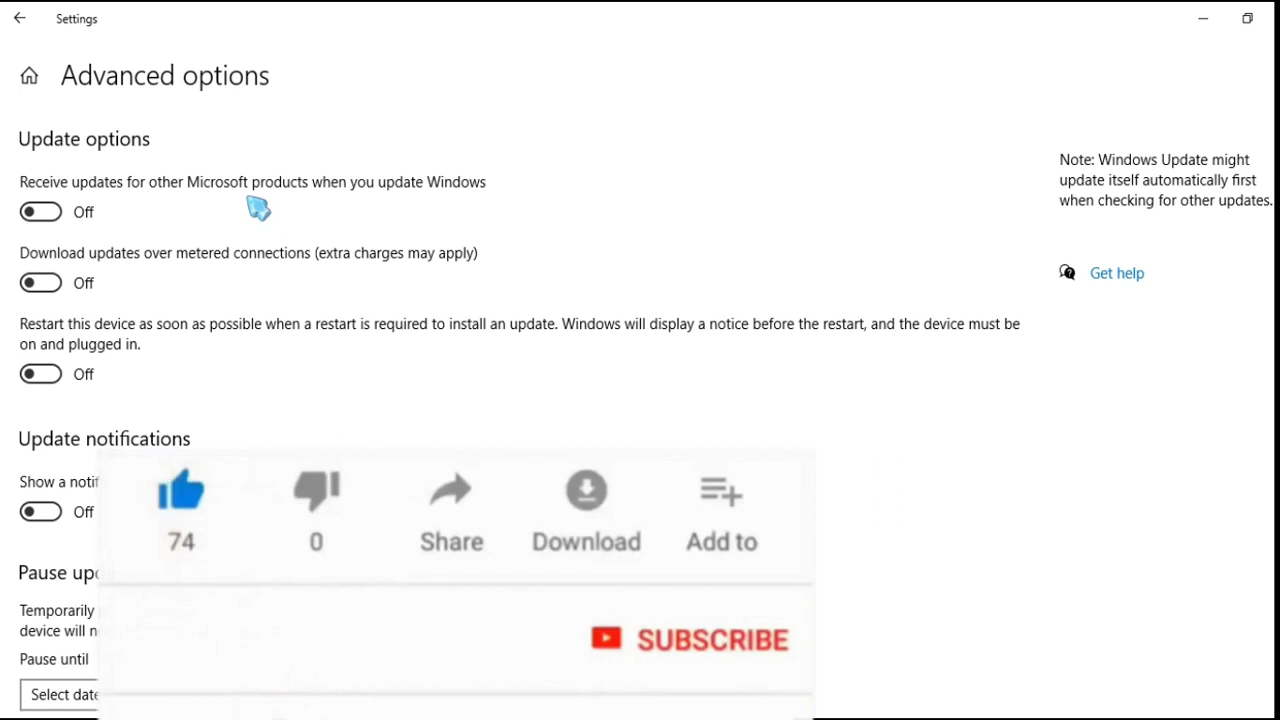 Settings
Advanced options
Update options
Receive updates for other Microsoft products when you update Windows
Off
Note: Windows Update might
update itself automatically first
when checking for other updates.
Download updates over metered connections (extra charges may apply)
Off
Get help
Restart this device as soon as possible when a restart is required to install an update. Windows will display a notice before the restart, and the device must be
on and plugged in.
Off
Update notifications
Show a notif
Off
74
0
Share
Download
Add to
Pause up
Temporarily
device will n
SUBSCRIBE
Pause until
Select date